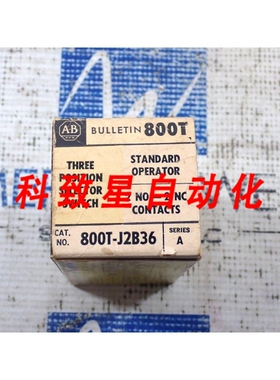 A-B BULLETIN 800T
THREE STANDARD
POSITION OPERATOR
SELECTOR
SWITCH NO 2 NC
CONTACTS
科致星自动化
CAT. NO. 800T-J2B36 SERIES A